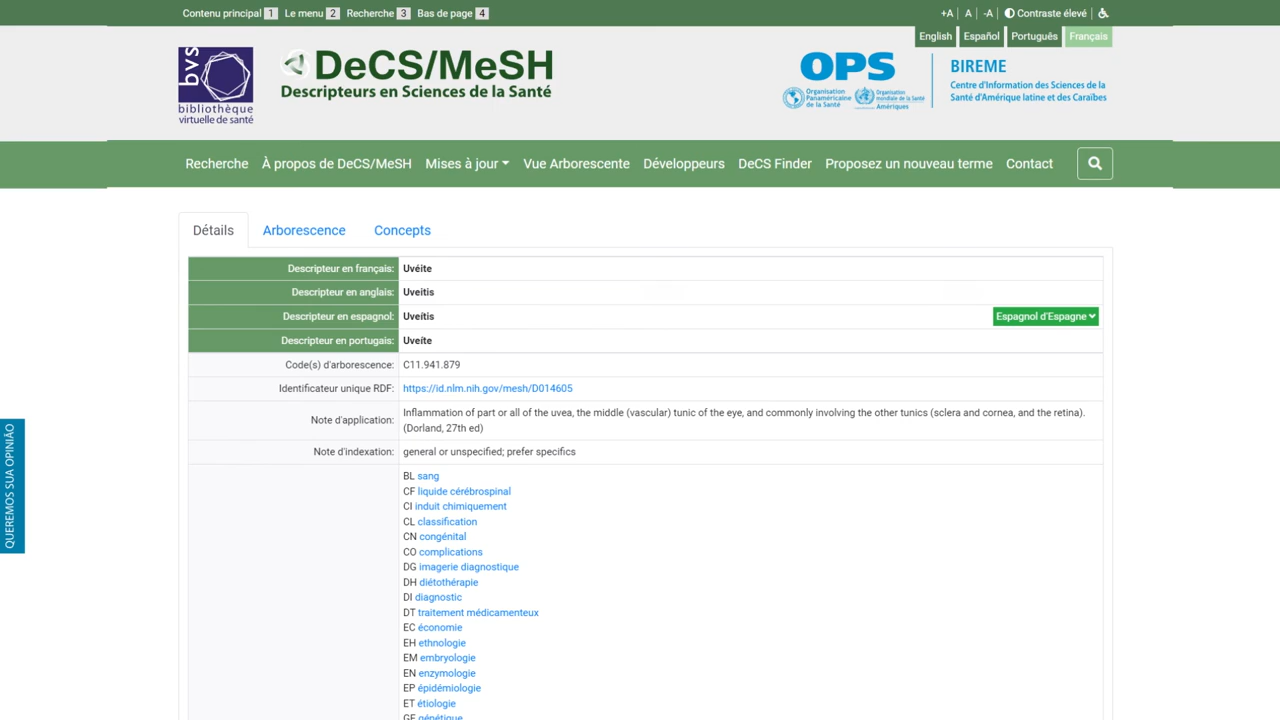 Contenu principal 1 Le menu 2 Recherche 3 Bas de page 4
+A A -A Contraste élevé
English Español Português Français
bvs
bibliothèque
virtuelle de santé
DeCS/MeSH
Descripteurs en Sciences de la Santé
OPS
Organisation
Panaméricaine
de la Santé
Organisation
mondiale de la Santé
Amériques
BIREME
Centre d'Information des Sciences de la
Santé d'Amérique latine et des Caraïbes
Recherche À propos de DeCS/MeSH Mises à jour Vue Arborescente Développeurs DeCS Finder Proposez un nouveau terme Contact
Détails Arborescence Concepts
Descripteur en français: Uvéite
Descripteur en anglais: Uveitis
Descripteur en espagnol: Uveítis Espagnol d'Espagne
Descripteur en portugais: Uveíte
Code(s) d'arborescence: C11.941.879
Identificateur unique RDF: https://id.nlm.nih.gov/mesh/D014605
Note d'application: Inflammation of part or all of the uvea, the middle (vascular) tunic of the eye, and commonly involving the other tunics (sclera and cornea, and the retina).
(Dorland, 27th ed)
Note d'indexation: general or unspecified; prefer specifics
BL sang
CF liquide cérébrospinal
CI induit chimiquement
CL classification
CN congénital
CO complications
DG imagerie diagnostique
DH diétothérapie
DI diagnostic
DT traitement médicamenteux
EC économie
EH ethnologie
EM embryologie
EN enzymologie
EP épidémiologie
ET étiologie
GE génétique
QUEREMOS SUA OPINIÃO